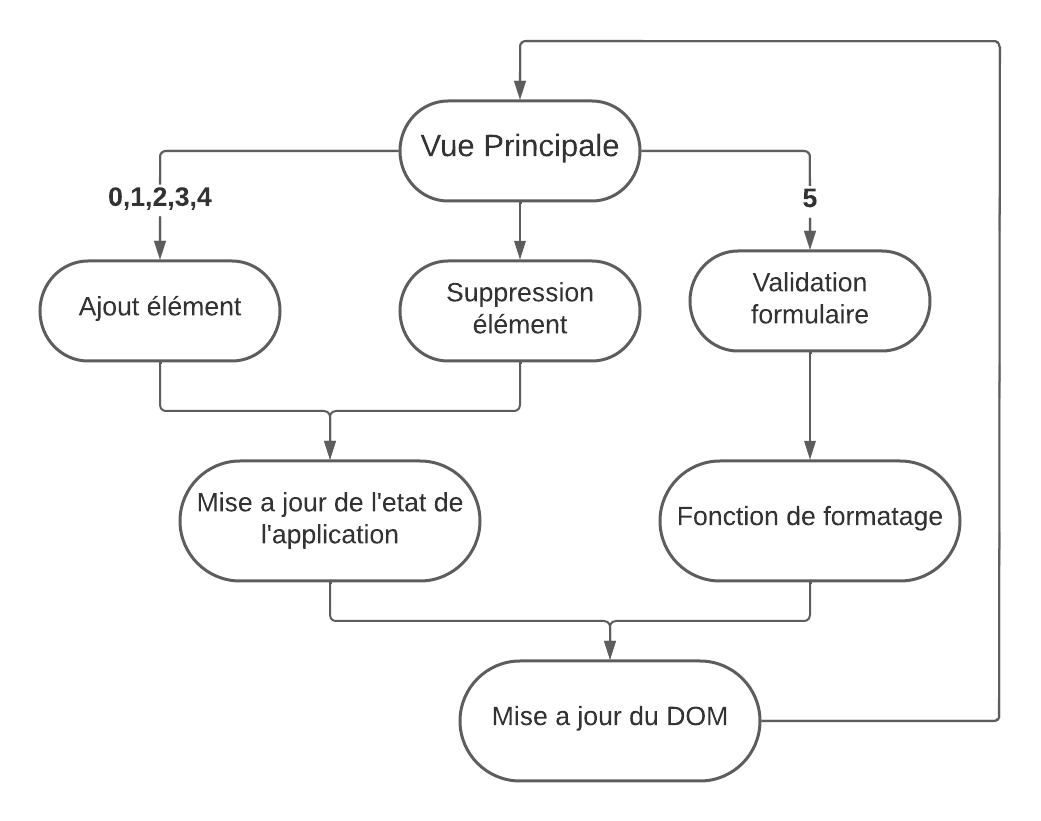 Vue Principale
0,1,2,3,4
5
Ajout élément
Suppression
élément
Validation
formulaire
Mise a jour de l'etat de
l'application
Fonction de formatage
Mise a jour du DOM